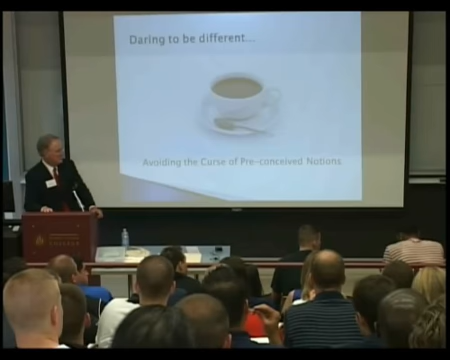 Daring to be different...
Avoiding the Curse of Pre-conceived Notions